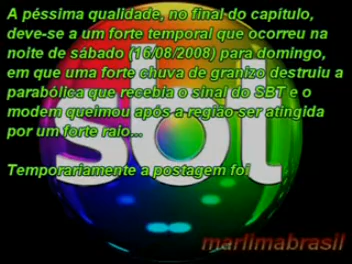 A péssima qualidade, no final do capítulo,
deve-se a um forte temporal que ocorreu na
noite de sábado (16/08/2008) para domingo,
em que uma forte chuva de granizo destruiu a
parabólica que recebia o sinal do SBT e o
modem queimou após a região ser atingida
por um forte raio...
Temporariamente a postagem foi
sbt
marlimabrasil